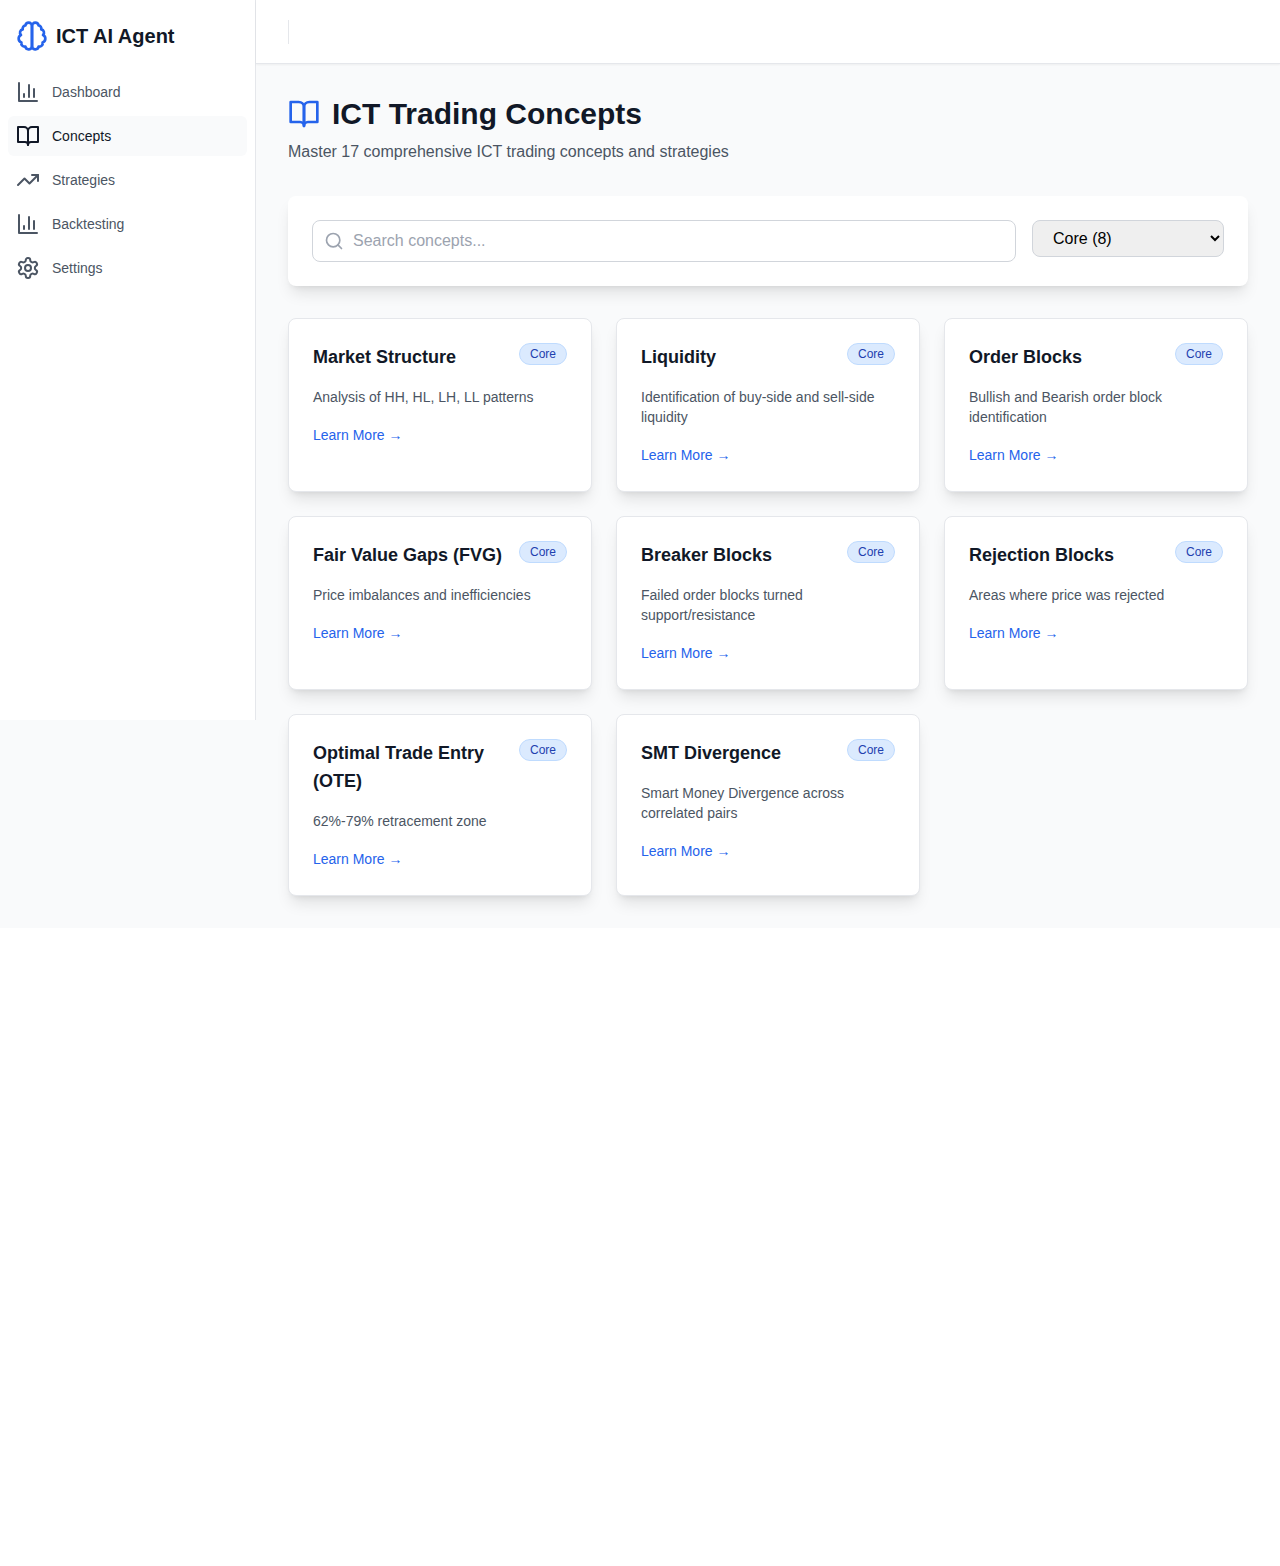 ICT AI Agent
Dashboard
Concepts
Strategies
Backtesting
Settings
ICT Trading Concepts
Master 17 comprehensive ICT trading concepts and strategies
Search concepts...
Core (8)
Market Structure
Core
Analysis of HH, HL, LH, LL patterns
Learn More →
Liquidity
Core
Identification of buy-side and sell-side
liquidity
Learn More →
Order Blocks
Core
Bullish and Bearish order block
identification
Learn More →
Fair Value Gaps (FVG)
Core
Price imbalances and inefficiencies
Learn More →
Breaker Blocks
Core
Failed order blocks turned
support/resistance
Learn More →
Rejection Blocks
Core
Areas where price was rejected
Learn More →
Optimal Trade Entry
(OTE)
Core
62%-79% retracement zone
Learn More →
SMT Divergence
Core
Smart Money Divergence across
correlated pairs
Learn More →